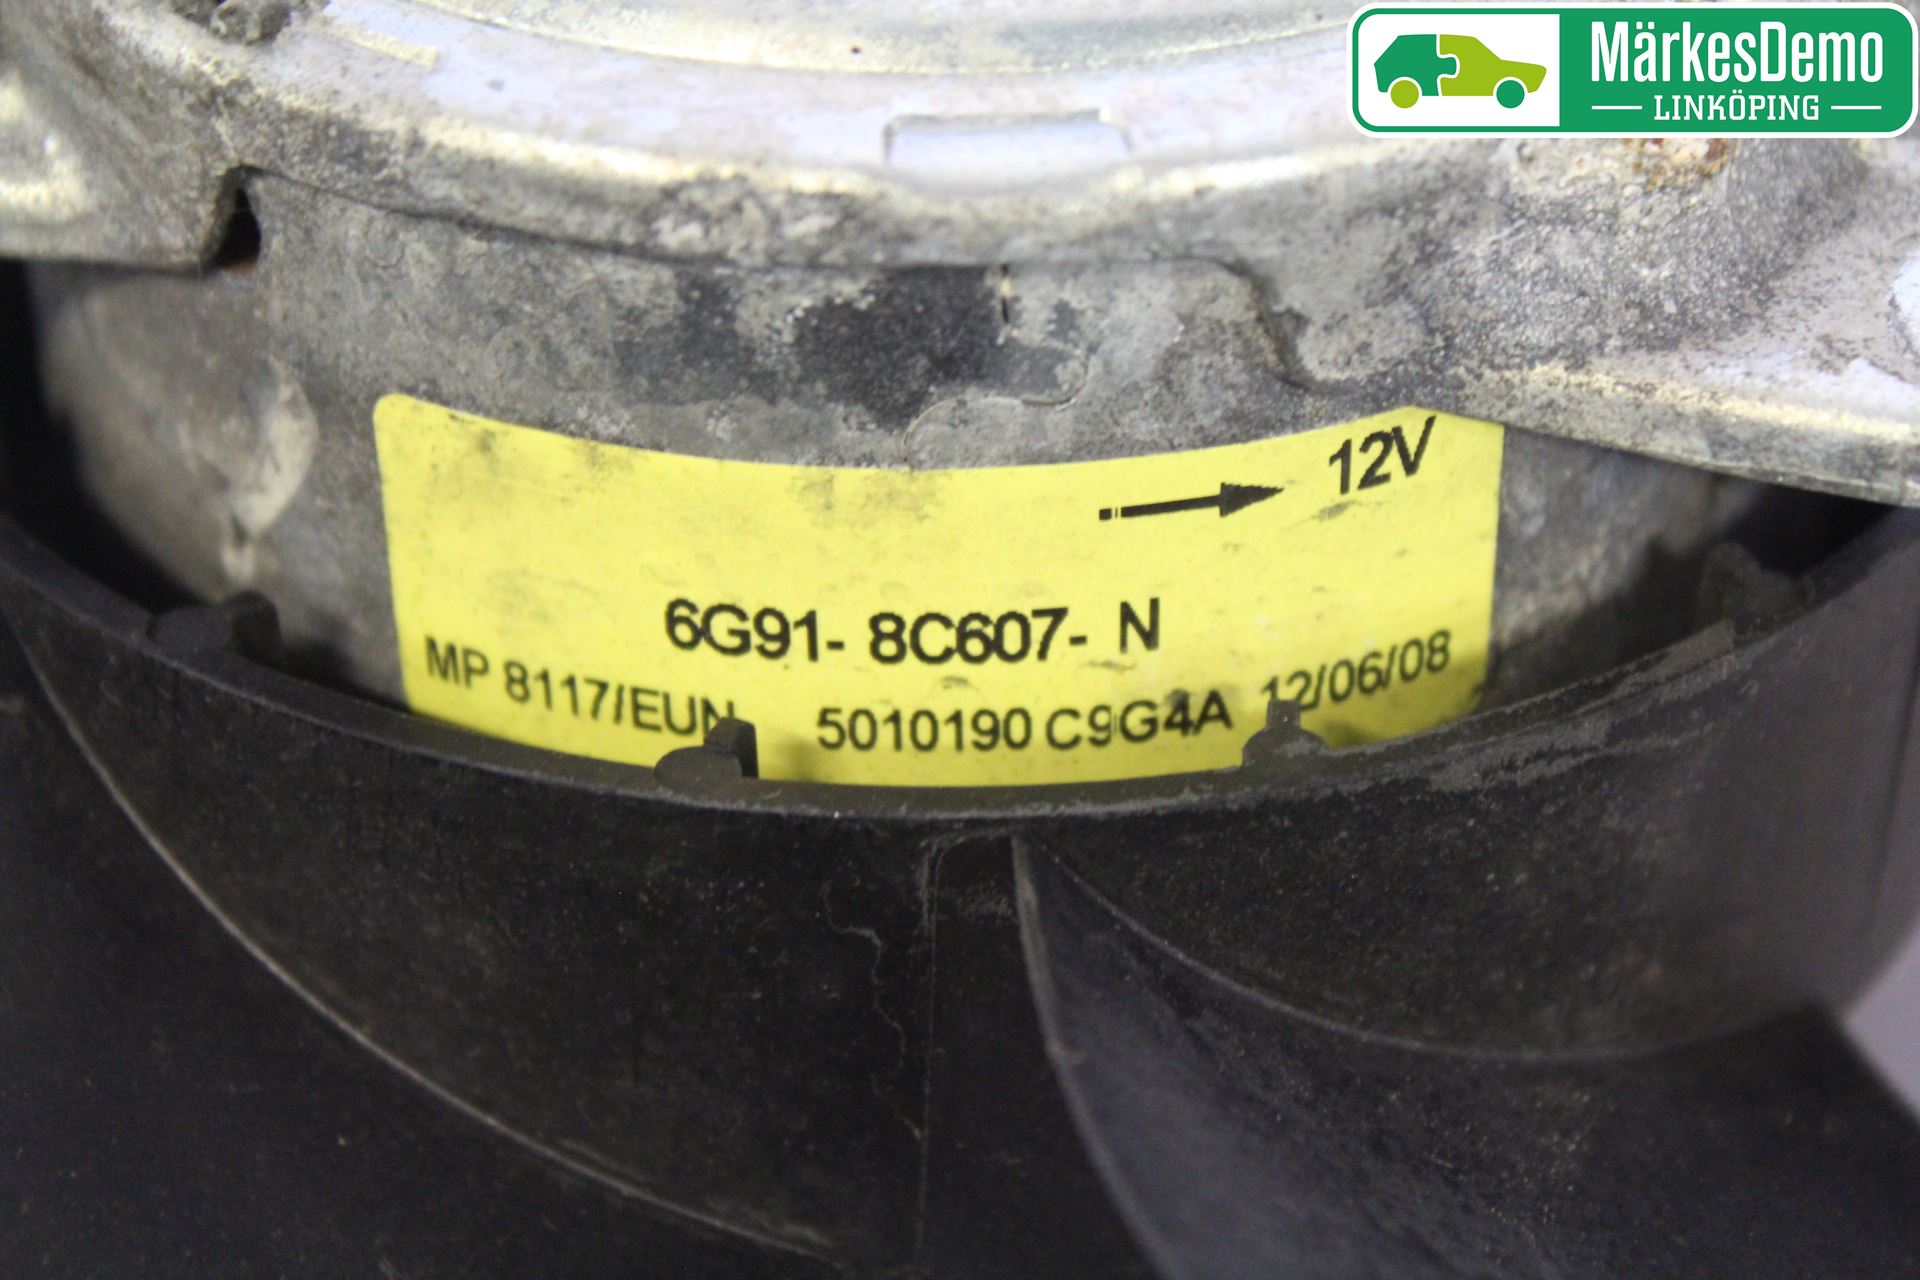 MärkesDemo
LINKÖPING
12V
6G91- 8C607- N
MP 8117/EUN 5010190 C9G4A 12/06/08